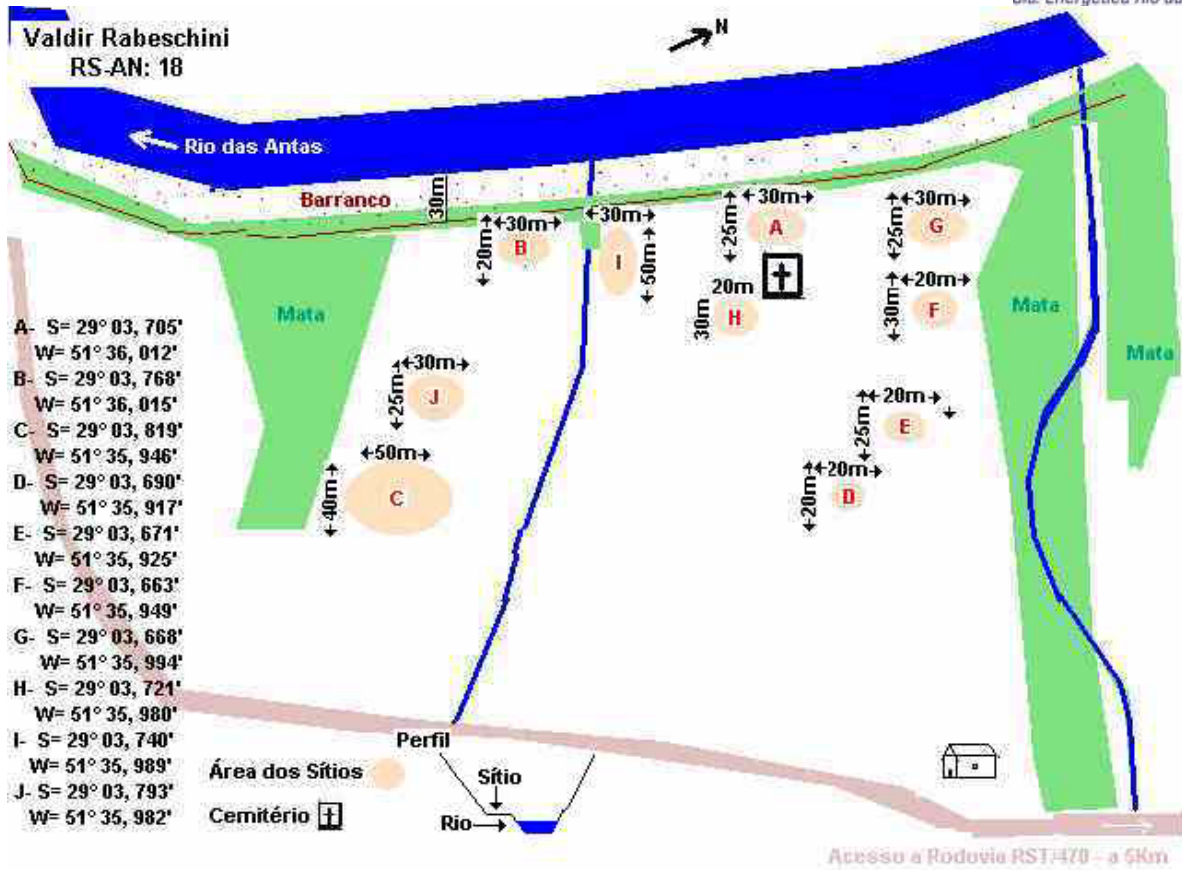 Valdir Rabeschini
RS-AN: 18
N
Rio das Antas
Barranco
30m
30m
20m
B
30m
50m
I
30m
25m
A
30m
25m
G
20m
30m
H
20m
30m
F
Mata
Mata
Mata
30m
25m
J
50m
40m
C
20m
25m
E
20m
20m
D
A- S= 29° 03, 705'
W= 51° 36, 012'
B- S= 29° 03, 768'
W= 51° 36, 015'
C- S= 29° 03, 819'
W= 51° 35, 946'
D- S= 29° 03, 690'
W= 51° 35, 917'
E- S= 29° 03, 671'
W= 51° 35, 925'
F- S= 29° 03, 663'
W= 51° 35, 949'
G- S= 29° 03, 668'
W= 51° 35, 994'
H- S= 29° 03, 721'
W= 51° 35, 980'
I- S= 29° 03, 740'
W= 51° 35, 989'
J- S= 29° 03, 793'
W= 51° 35, 982'
Perfil
Sítio
Rio
Área dos Sítios
Cemitério
Acesso a Rodovia RST/470 - a 5Km